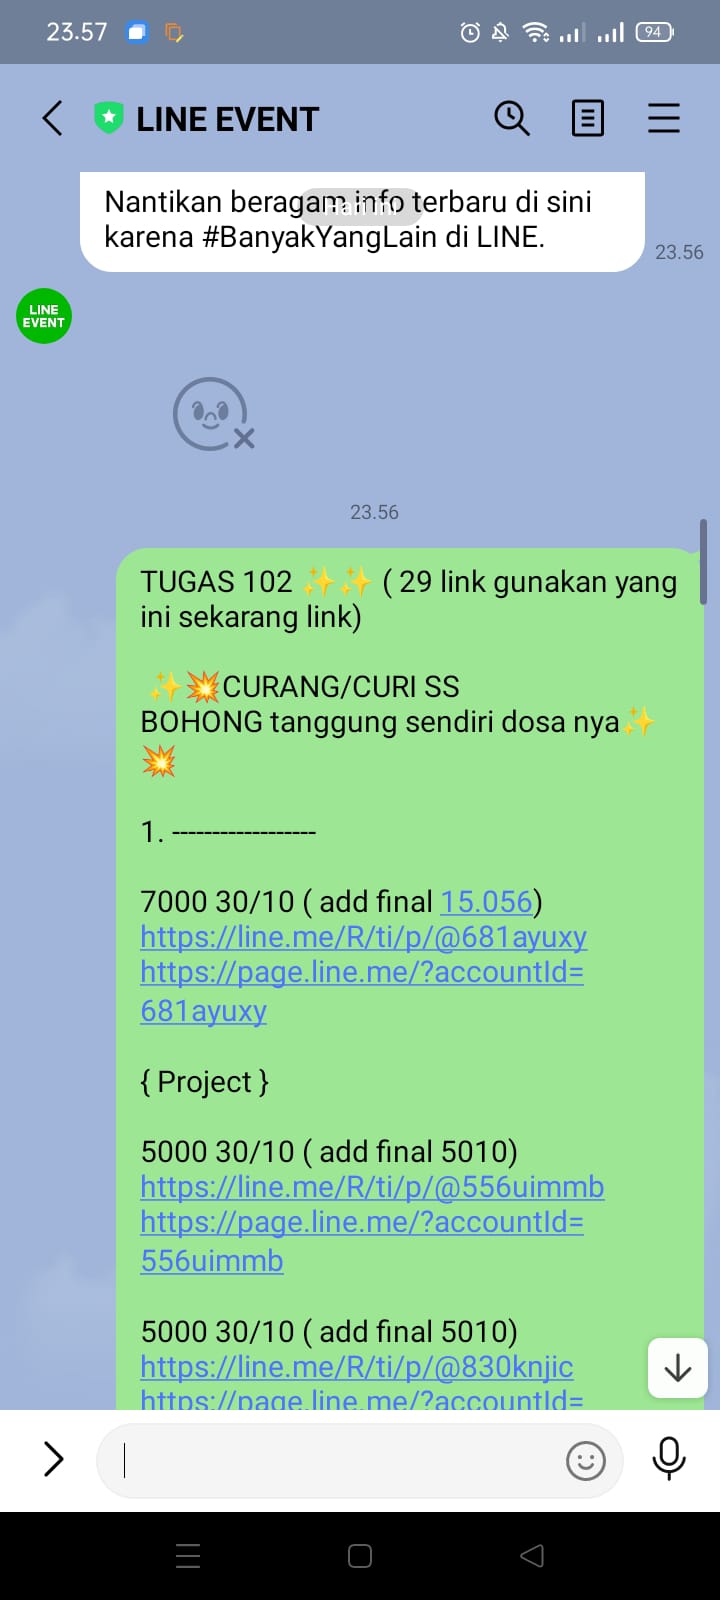 23.57
94
LINE EVENT
Nantikan beragam info terbaru di sini
Hari ini
karena #BanyakYangLain di LINE.
23.56
LINE
EVENT
23.56
TUGAS 102 ✨✨ ( 29 link gunakan yang
ini sekarang link)
✨💥CURANG/CURI SS
BOHONG tanggung sendiri dosa nya✨
💥
1. ------------------
7000 30/10 ( add final 15.056)
https://line.me/R/ti/p/@681ayuxy
https://page.line.me/?accountId=
681ayuxy
{ Project }
5000 30/10 ( add final 5010)
https://line.me/R/ti/p/@556uimmb
https://page.line.me/?accountId=
556uimmb
5000 30/10 ( add final 5010)
https://line.me/R/ti/p/@830knjic
https://page.line.me/?accountId=